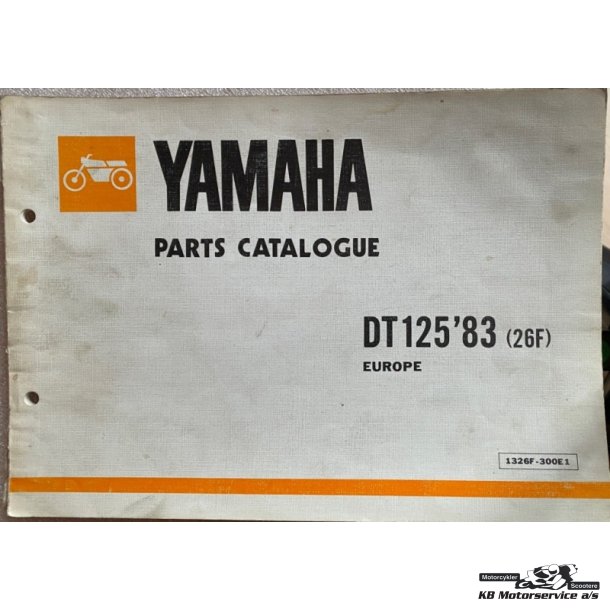 YAMAHA
PARTS CATALOGUE
DT125'83 (26F)
EUROPE
1326F-300E1
Motorcykler
Scootere
KB Motorservice a/s